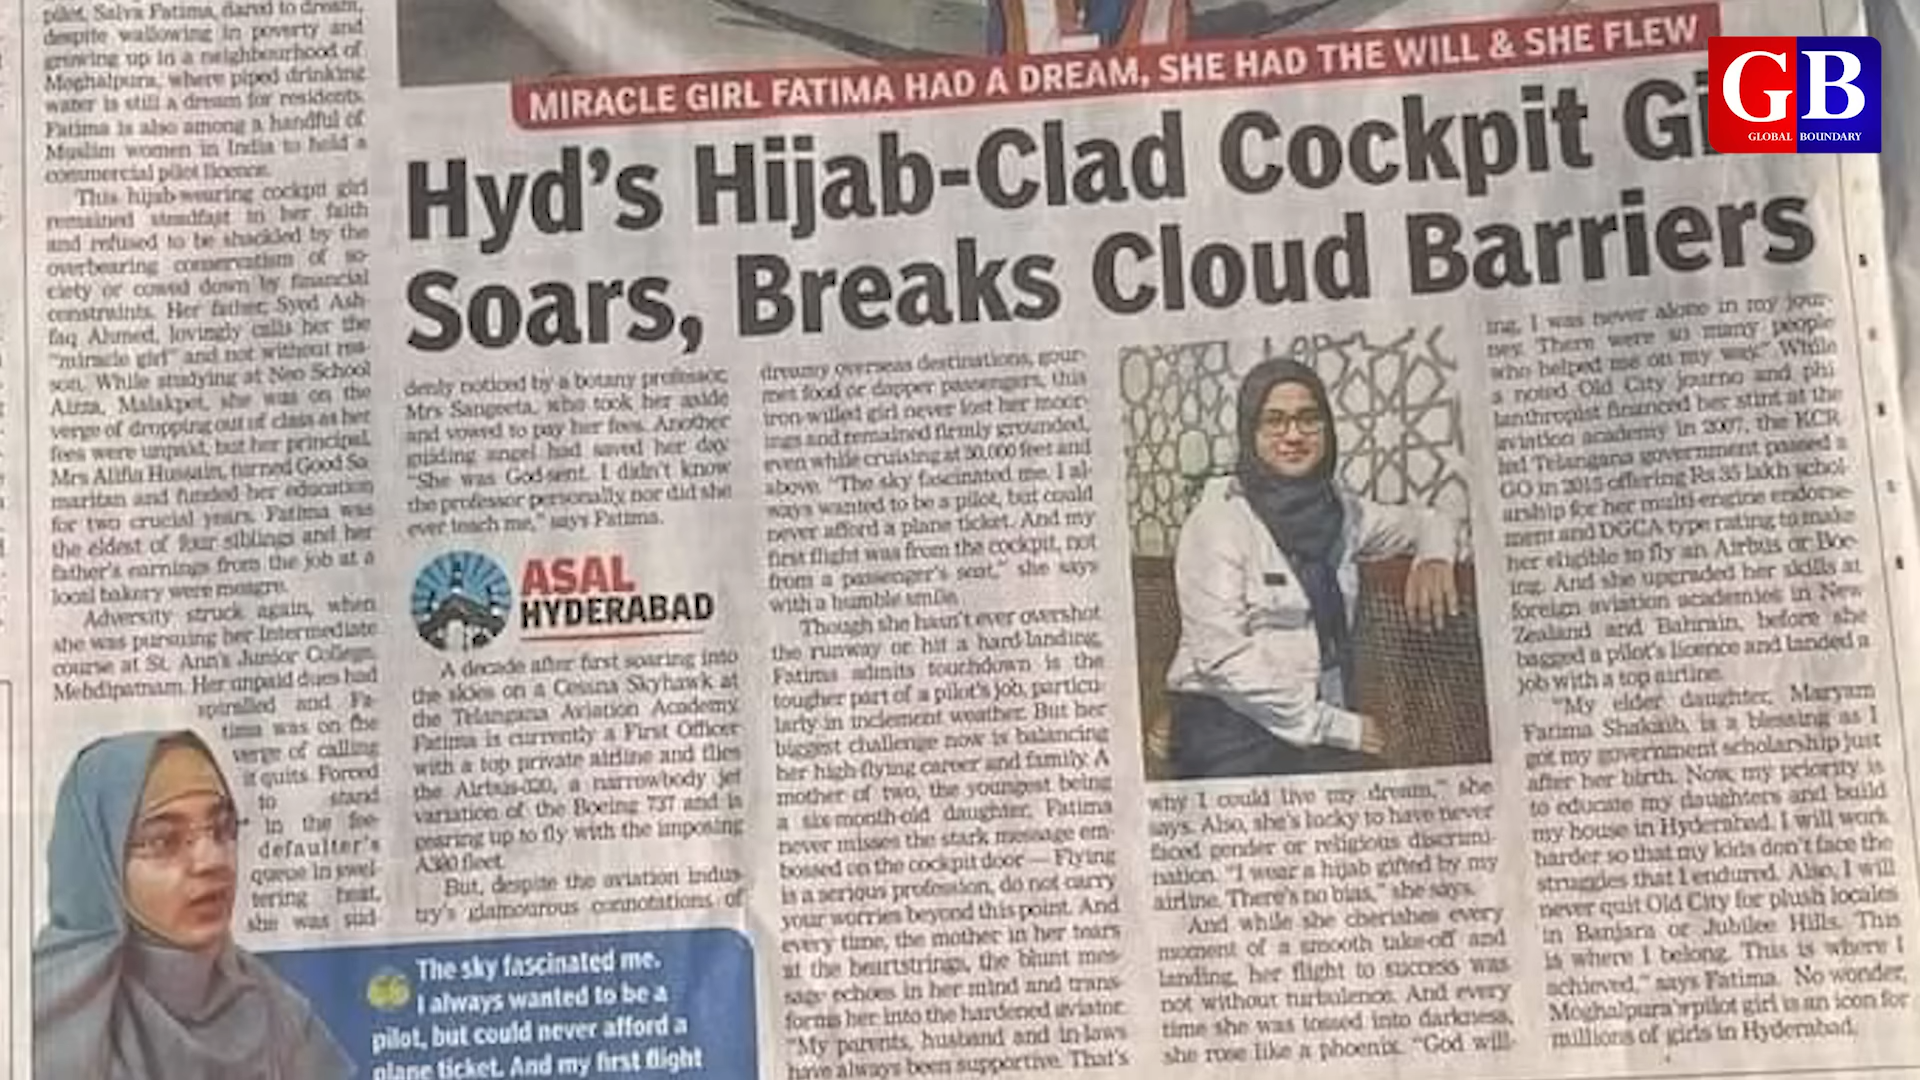 MIRACLE GIRL FATIMA HAD A DREAM, SHE HAD THE WILL & SHE FLEW
GB
GLOBAL BOUNDARY
Hyd's Hijab-Clad Cockpit Gi
Soars, Breaks Cloud Barriers
pilot, Salva Fatima, dared to dream,
despite wallowing in poverty and
growing up in a neighbourhood of
Moghalpura, where piped drinking
water is still a dream for residents.
Fatima is also among a handful of
Muslim women in India to hold a
commercial pilot licence.
This hijab-wearing cockpit girl
remained steadfast in her faith
and refused to be shackled by the
overbearing conservatism of so-
ciety or cowed down by financial
constraints. Her father, Syed Ash-
faq Ahmed, lovingly calls her the
"miracle girl" and not without rea-
son. While studying at Neo School
Aizza, Malakpet, she was on the
verge of dropping out of class as her
fees were unpaid, but her principal,
Mrs Alifia Hussain, turned Good Sa-
maritan and funded her education
for two crucial years. Fatima was
the eldest of four siblings and her
father's earnings from the job at a
local bakery were meagre.
Adversity struck again, when
she was pursuing her Intermediate
course at St. Ann's Junior College,
Mehdipatnam. Her unpaid dues had
spiralled and Fa-
tima was on the
verge of calling
it quits. Forced
to stand
in the fee-
defaulter's
queue in swel-
tering heat,
she was sud-
denly noticed by a botany professor,
Mrs Sangeeta, who took her aside
and vowed to pay her fees. Another
guiding angel had saved her day.
"She was God-sent. I didn't know
the professor personally, nor did she
ever teach me," says Fatima.
ASAL
HYDERABAD
A decade after first soaring into
the skies on a Cessna Skyhawk at
the Telangana Aviation Academy,
Fatima is currently a First Officer
with a top private airline and flies
the Airbus-320, a narrowbody jet
variation of the Boeing 737 and is
gearing up to fly with the imposing
A380 fleet.
But, despite the aviation indus-
try's glamourous connotations of
The sky fascinated me.
I always wanted to be a
pilot, but could never afford a
plane ticket. And my first flight
dreamy overseas destinations, gour-
met food or dapper passengers, this
iron-willed girl never lost her moor-
ings and remained firmly grounded,
even while cruising at 30,000 feet and
above. "The sky fascinated me. I al-
ways wanted to be a pilot, but could
never afford a plane ticket. And my
first flight was from the cockpit, not
from a passenger's seat," she says
with a humble smile.
Though she hasn't ever overshot
the runway or hit a hard-landing,
Fatima admits touchdown is the
tougher part of a pilot's job, particu-
larly in inclement weather. But her
biggest challenge now is balancing
her high-flying career and family. A
mother of two, the youngest being
a six-month-old daughter, Fatima
never misses the stark message em-
bossed on the cockpit door — Flying
is a serious profession, do not carry
your worries beyond this point. And
every time, the mother in her tears
at the heartstrings, the blunt mes-
sage echoes in her mind and trans-
forms her into the hardened aviator.
"My parents, husband and in-laws
have always been supportive. That's
why I could live my dream," she
says. Also, she's lucky to have never
faced gender or religious discrimi-
nation. "I wear a hijab gifted by my
airline. There's no bias," she says.
And while she cherishes every
moment of a smooth take-off and
landing, her flight to success was
not without turbulence. And every
time she was tossed into darkness,
she rose like a phoenix. "God will-
ing, I was never alone in my jour-
ney. There were so many people
who helped me on my way." While
a noted Old City journo and phi
lanthropist financed her stint at the
aviation academy in 2007, the KCR
led Telangana government passed a
GO in 2015 offering Rs 35 lakh schol-
arship for her multi-engine endorse-
ment and DGCA type rating to make
her eligible to fly an Airbus or Boe-
ing. And she upgraded her skills at
foreign aviation academies in New
Zealand and Bahrain, before she
bagged a pilot's licence and landed a
job with a top airline.
"My elder daughter, Maryam
Fatima Shakaib, is a blessing as I
got my government scholarship just
after her birth. Now, my priority is
to educate my daughters and build
my house in Hyderabad. I will work
harder so that my kids don't face the
struggles that I endured. Also, I will
never quit Old City for plush locales
in Banjara or Jubilee Hills. This
is where I belong. This is where I
achieved," says Fatima. No wonder,
Moghalpura's pilot girl is an icon for
millions of girls in Hyderabad.